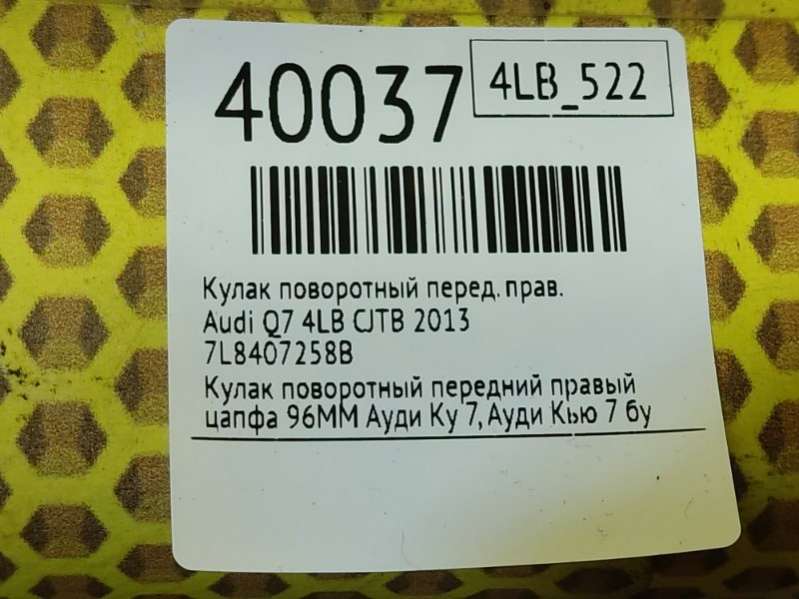 40037
4LB_522
Кулак поворотный перед. прав.
Audi Q7 4LB CJTB 2013
7L8407258B
Кулак поворотный передний правый
цапфа 96ММ Ауди Ку 7, Ауди Кью 7 бу